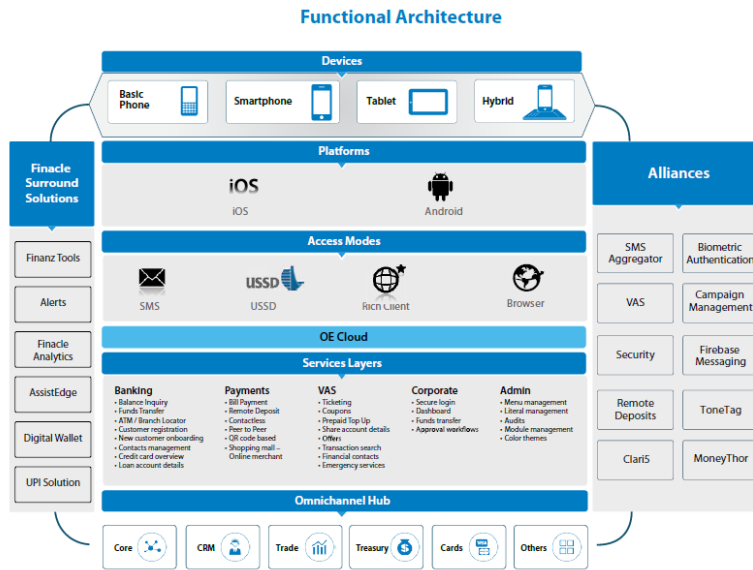 Functional Architecture
Devices
Basic
Phone
Smartphone
Tablet
Hybrid
Finacle
Surround
Solutions
Finanz Tools
Alerts
Finacle
Analytics
AssistEdge
Digital Wallet
UPI Solution
Platforms
iOS
iOS
Android
Access Modes
SMS
USSD
USSD
Rich Client
Browser
OE Cloud
Services Layers
Banking
• Balance Inquiry
• Funds Transfer
• ATM / Branch Locator
• Customer registration
• New customer onboarding
• Contacts management
• Credit card overview
• Loan account details
Payments
• Bill Payment
• Remote Deposit
• Contactless
• Peer to Peer
• QR code based
• Shopping mall –
Online merchant
VAS
• Ticketing
• Coupons
• Prepaid Top Up
• Share account details
• Offers
• Transaction search
• Financial contacts
• Emergency services
Corporate
• Secure login
• Dashboard
• Funds transfer
• Approval workflows
Admin
• Menu management
• Literal management
• Audits
• Module management
• Color themes
Omnichannel Hub
Core
CRM
Trade
Treasury
$
Cards
Others
Alliances
SMS
Aggregator
Biometric
Authentication
VAS
Campaign
Management
Security
Firebase
Messaging
Remote
Deposits
ToneTag
Clari5
MoneyThor